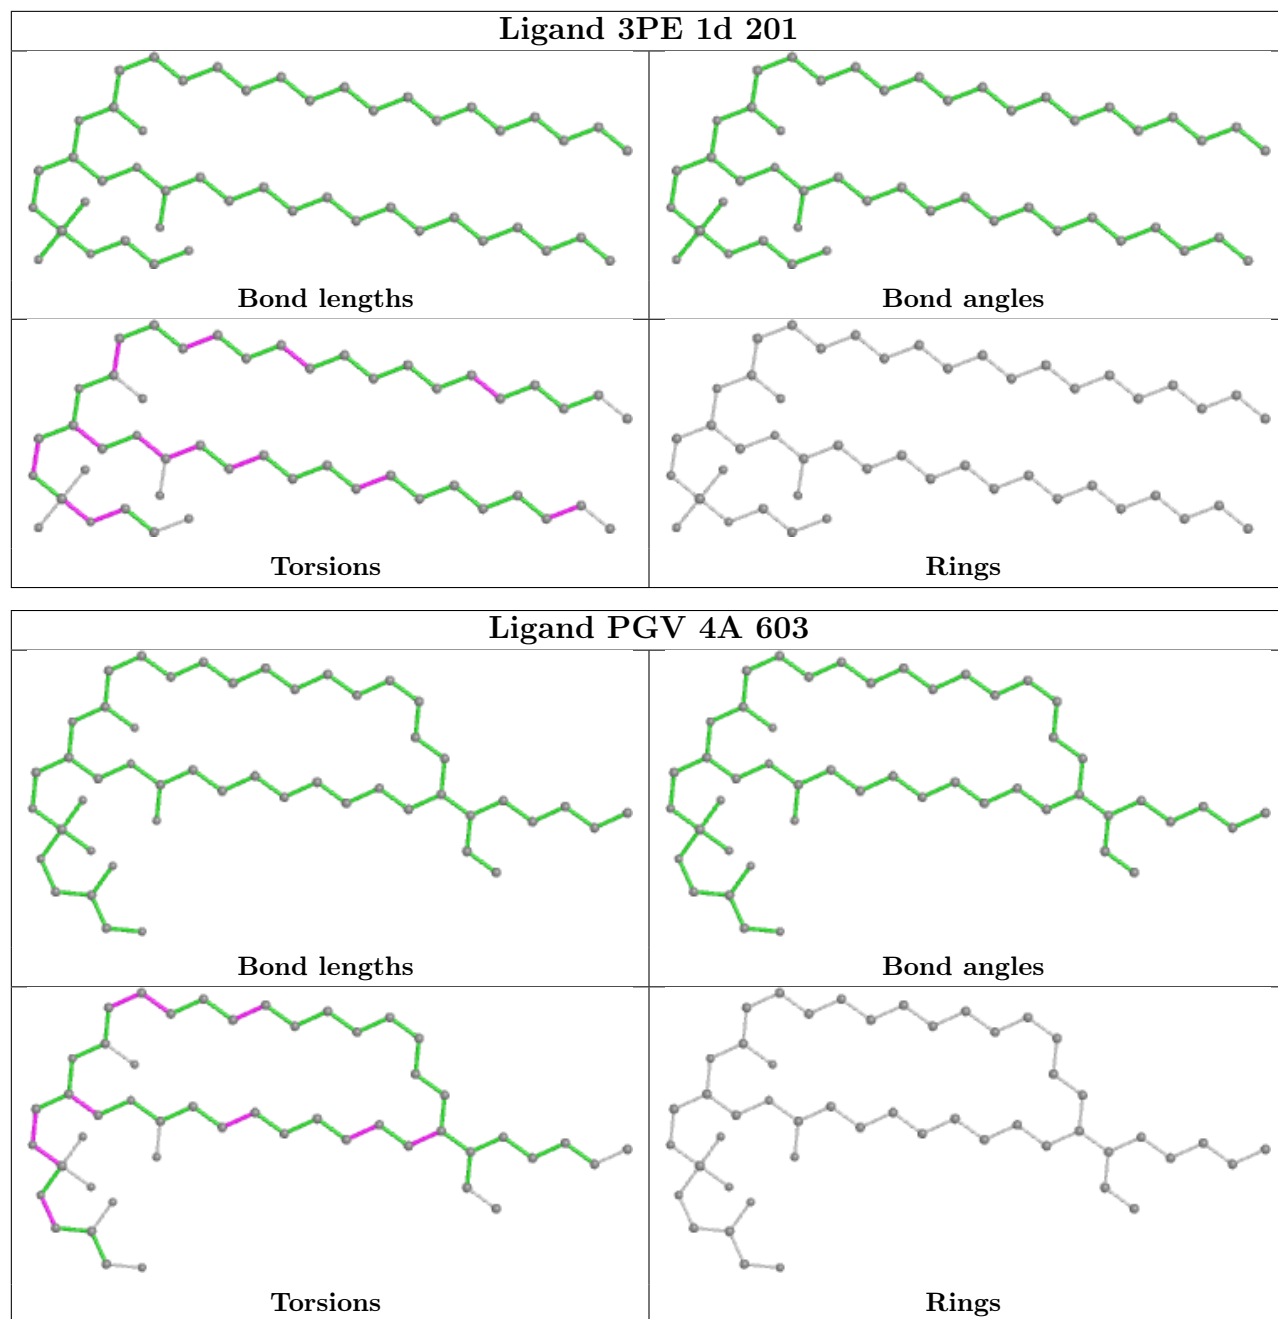 Ligand 3PE 1d 201
Bond lengths
Bond angles
Torsions
Rings
Ligand PGV 4A 603
Bond lengths
Bond angles
Torsions
Rings